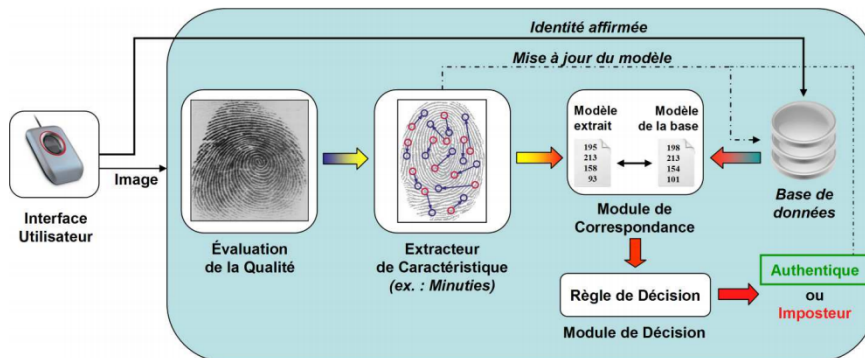 Identité affirmée
Mise à jour du modèle
Image
Interface
Utilisateur
Évaluation
de la Qualité
Extracteur
de Caractéristique
(ex. : Minuties)
Modèle
extrait
195
213
158
93
Modèle
de la base
198
213
154
101
Module de
Correspondance
Base de
données
Règle de Décision
Module de Décision
Authentique
ou
Imposteur